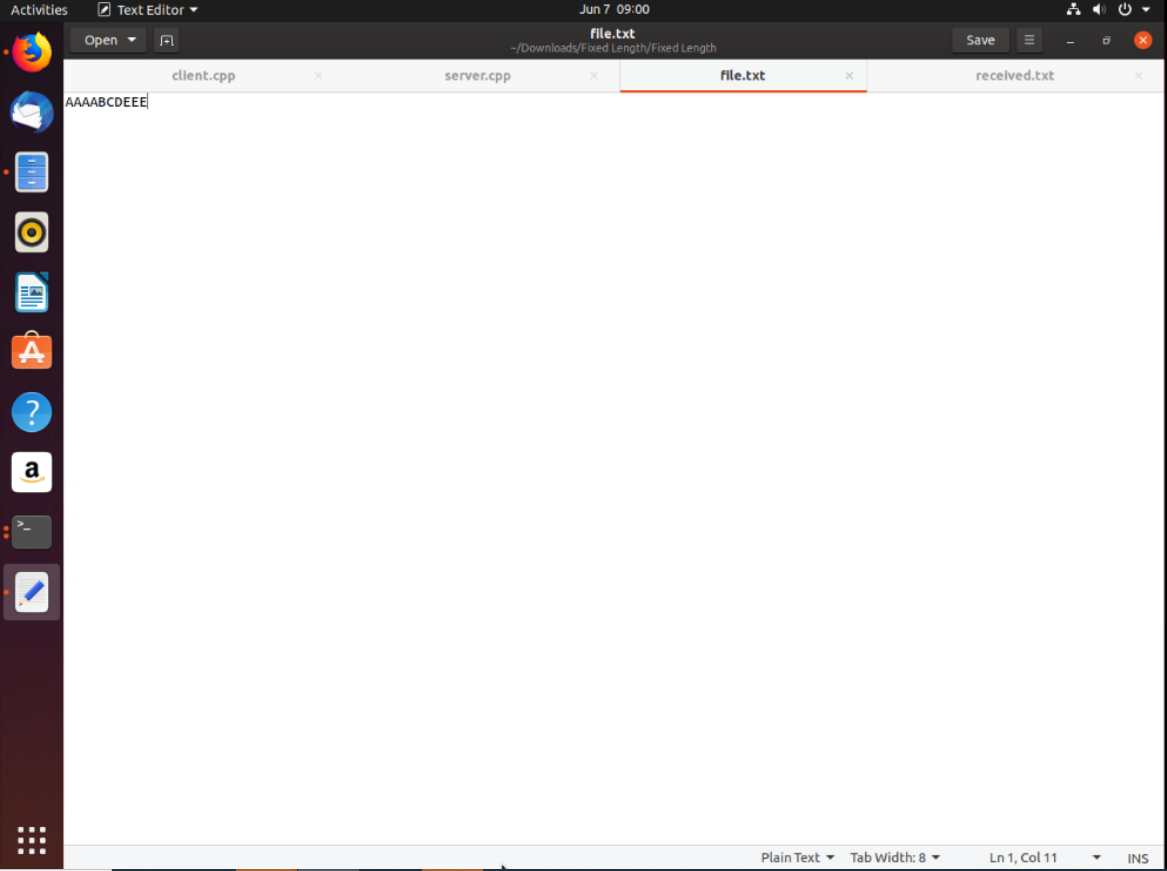 Activities Text Editor Jun 7 09:00
Open file.txt Save
~/Downloads/Fixed Length/Fixed Length
client.cpp server.cpp file.txt received.txt
AAAABCDEEE
Plain Text Tab Width: 8 Ln 1, Col 11 INS